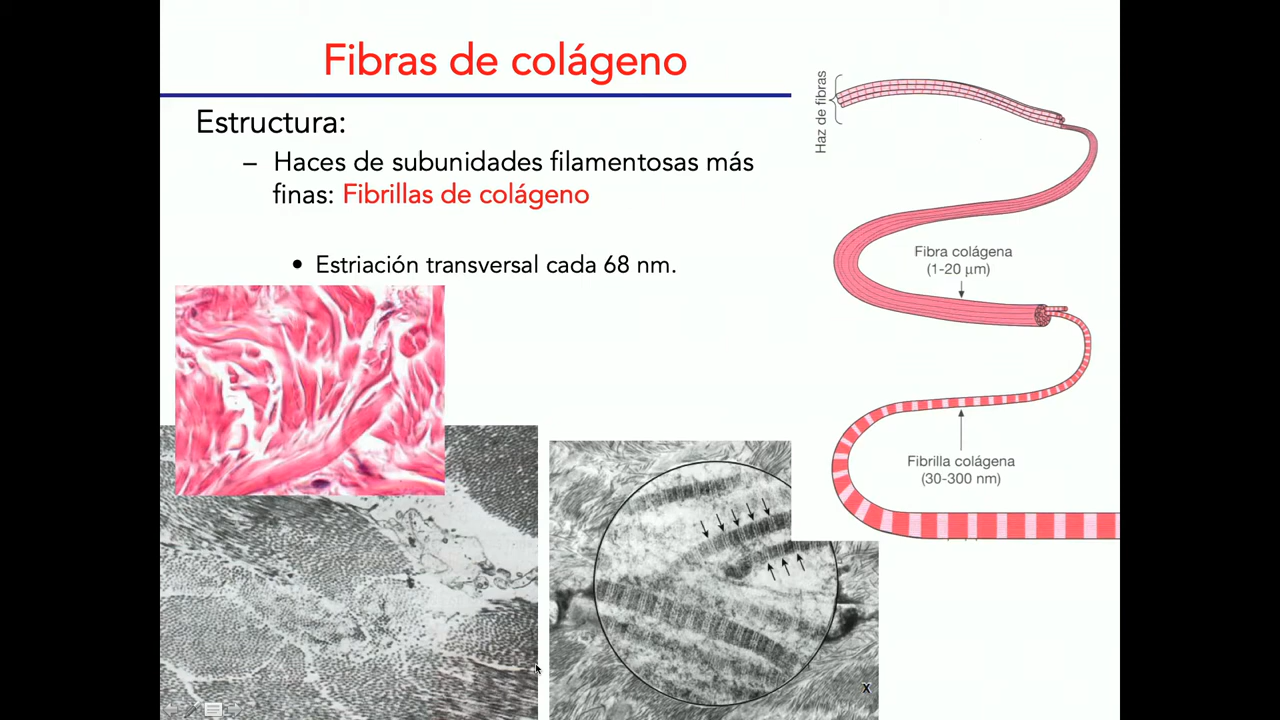 Fibras de colágeno
Estructura:
– Haces de subunidades filamentosas más
finas: Fibrillas de colágeno
• Estriación transversal cada 68 nm.
Haz de fibras
Fibra colágena
(1-20 μm)
Fibrilla colágena
(30-300 nm)
X